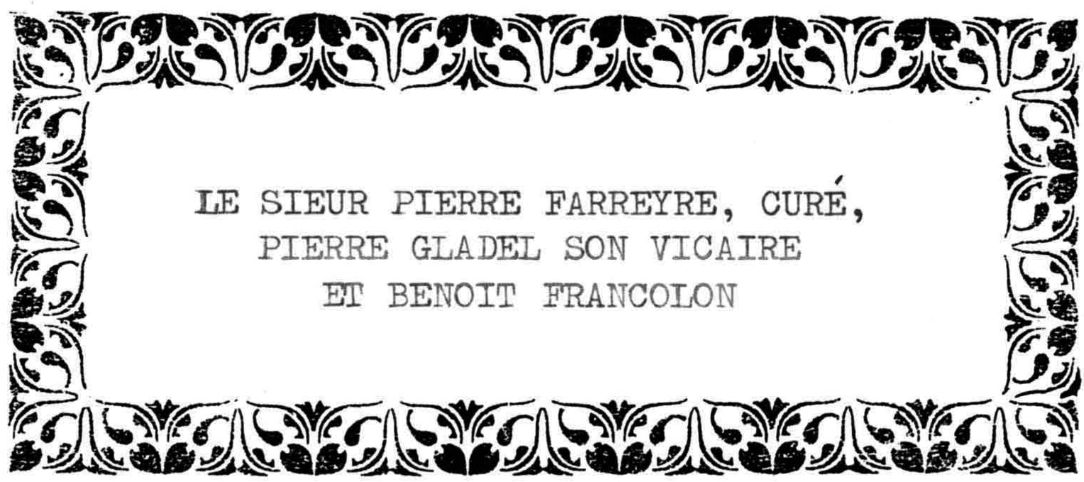 LE SIEUR PIERRE FARREYRE, CURÉ,
PIERRE GLADEL SON VICAIRE
ET BENOIT FRANCOLON